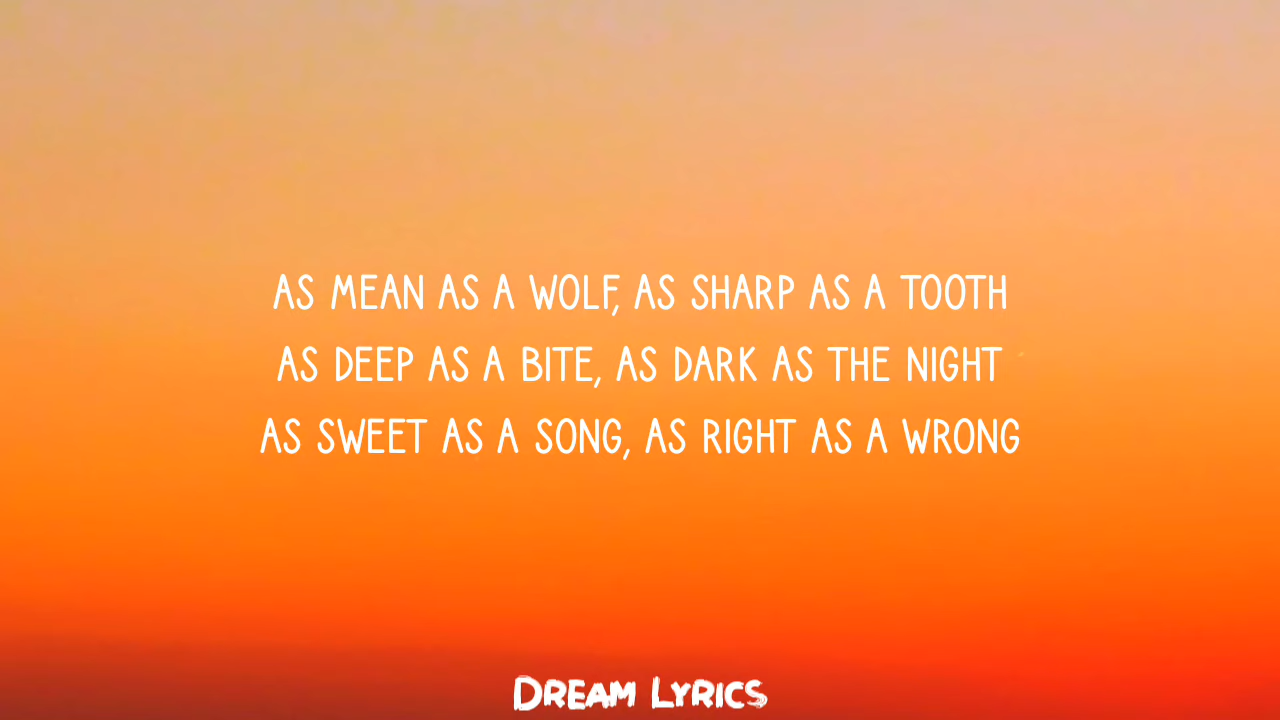 AS MEAN AS A WOLF, AS SHARP AS A TOOTH
AS DEEP AS A BITE, AS DARK AS THE NIGHT
AS SWEET AS A SONG, AS RIGHT AS A WRONG
DREAM LYRICS